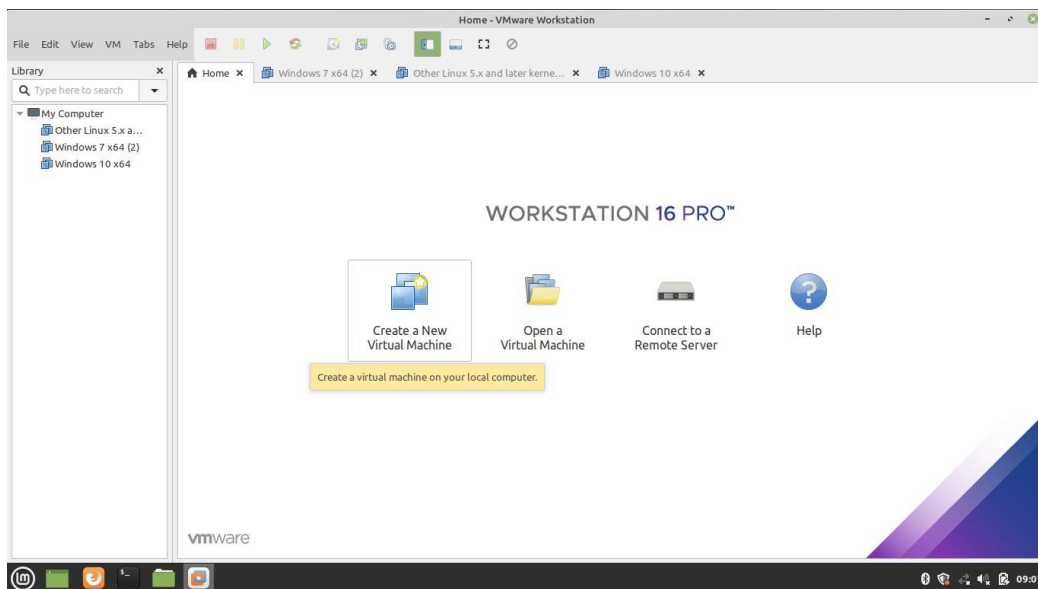 Home - VMware Workstation
File Edit View VM Tabs Help
Library
Home
Windows 7 x64 (2)
Other Linux 5.x and later kerne...
Windows 10 x64
Type here to search
My Computer
Other Linux 5.x a...
Windows 7 x64 (2)
Windows 10 x64
WORKSTATION 16 PRO™
Create a New
Virtual Machine
Open a
Virtual Machine
Connect to a
Remote Server
Help
Create a virtual machine on your local computer.
vmware